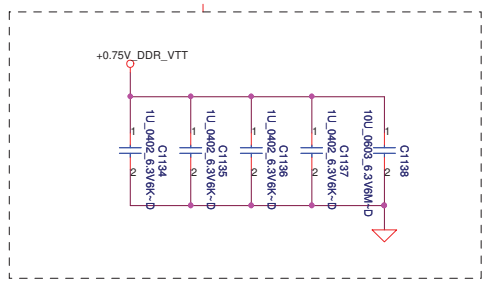 +0.75V_DDR_VTT
1
2
C1134
1U_0402_6.3V6K~D
1
2
C1135
1U_0402_6.3V6K~D
1
2
C1136
1U_0402_6.3V6K~D
1
2
C1137
1U_0402_6.3V6K~D
1
2
C1138
10U_0603_6.3V6M~D